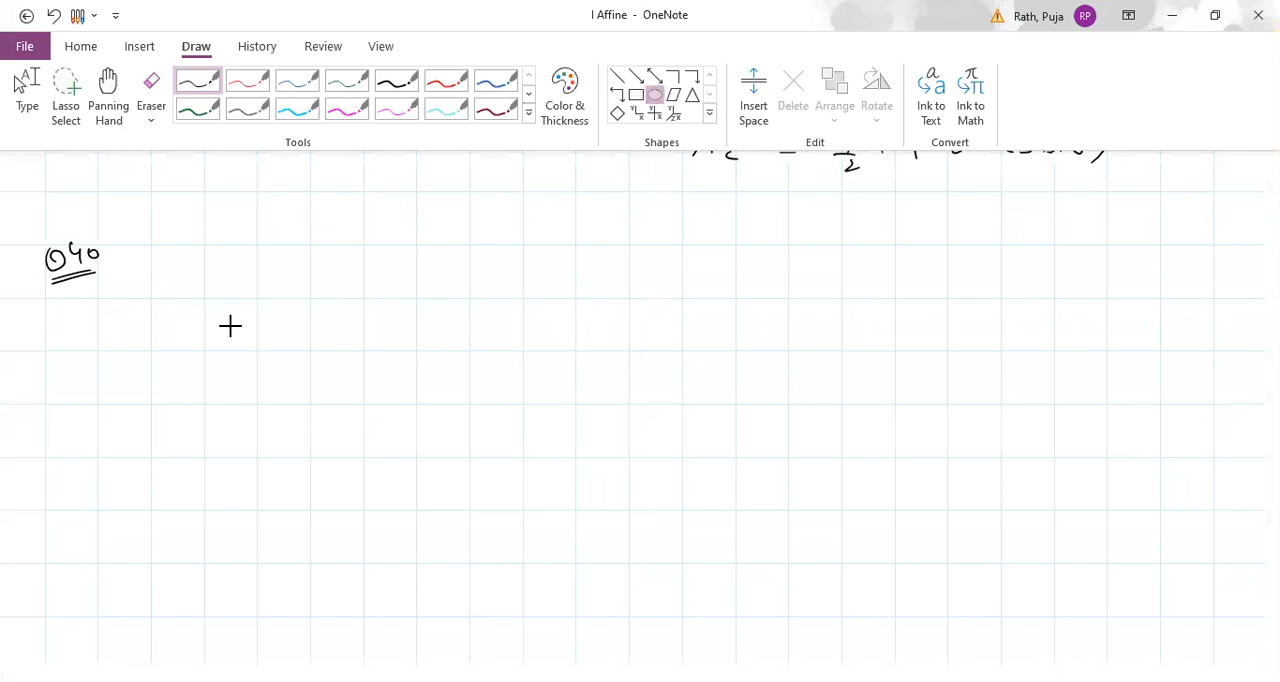 I Affine - OneNote
Rath, Puja RP
File Home Insert Draw History Review View
Type
Lasso Select
Panning Hand
Eraser
Color & Thickness
Insert Space
Delete
Arrange
Rotate
Ink to Text
Ink to Math
Tools Shapes Edit Convert